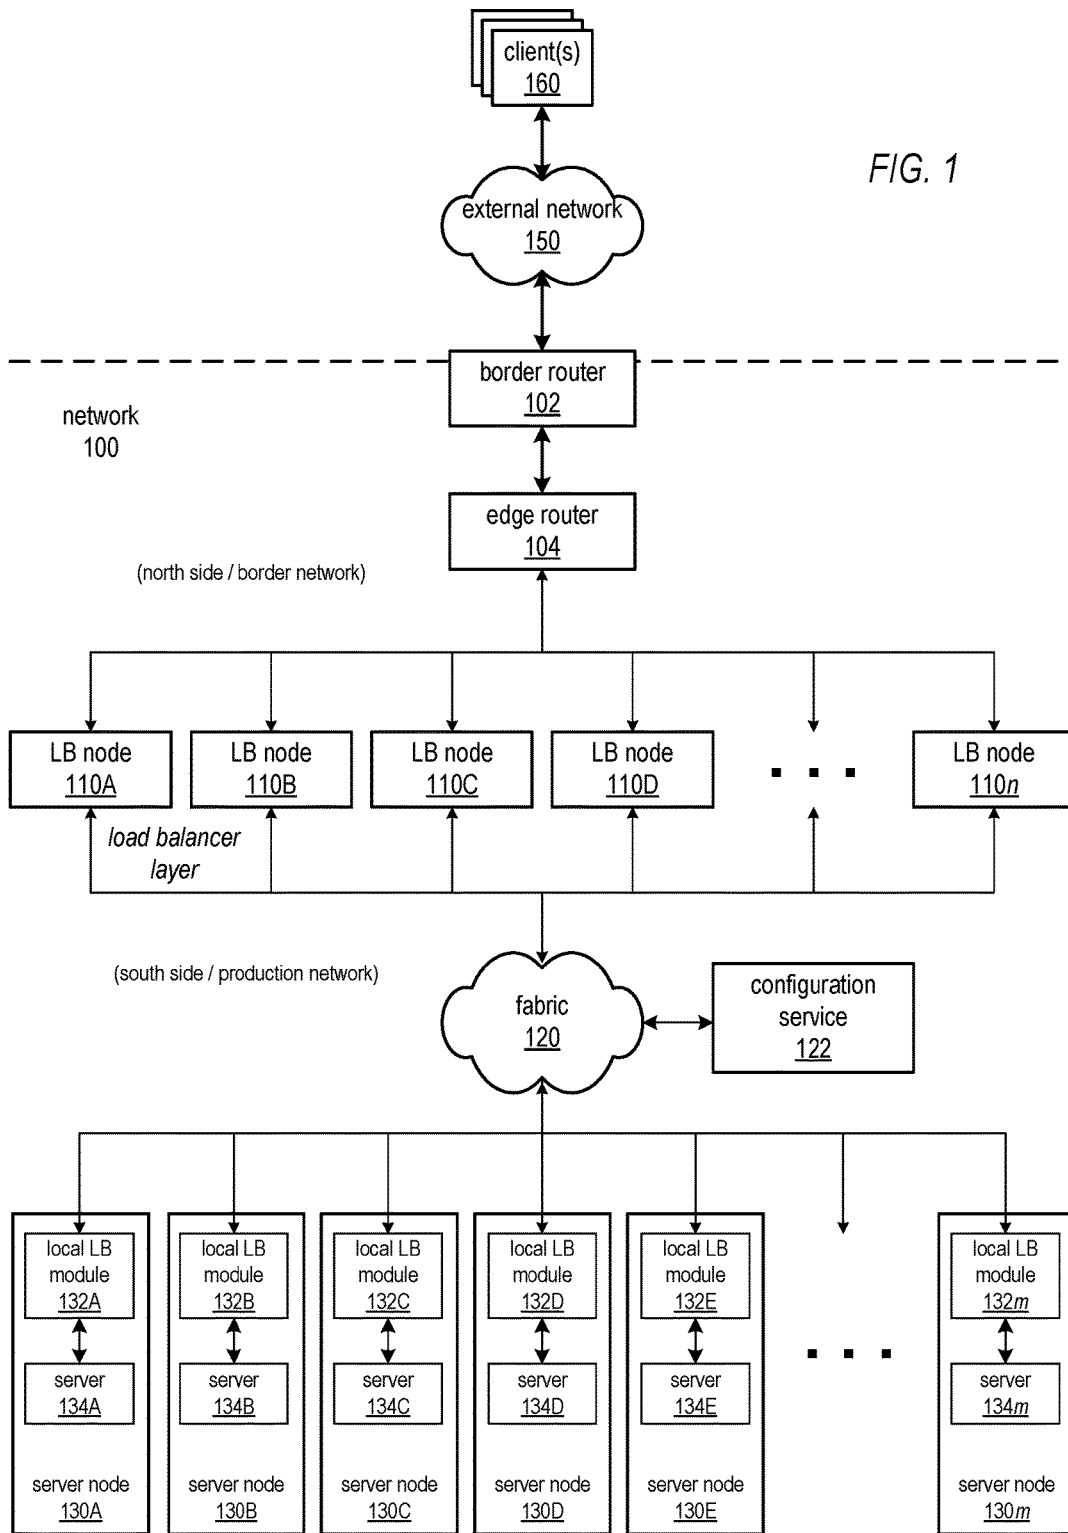 client(s)
160
FIG. 1
external network
150
border router
102
network
100
edge router
104
(north side / border network)
LB node
110A
LB node
110B
LB node
110C
LB node
110D
. . .
LB node
110n
load balancer
layer
(south side / production network)
fabric
120
configuration
service
122
local LB
module
132A
server
134A
server node
130A
local LB
module
132B
server
134B
server node
130B
local LB
module
132C
server
134C
server node
130C
local LB
module
132D
server
134D
server node
130D
local LB
module
132E
server
134E
server node
130E
. . .
local LB
module
132m
server
134m
server node
130m